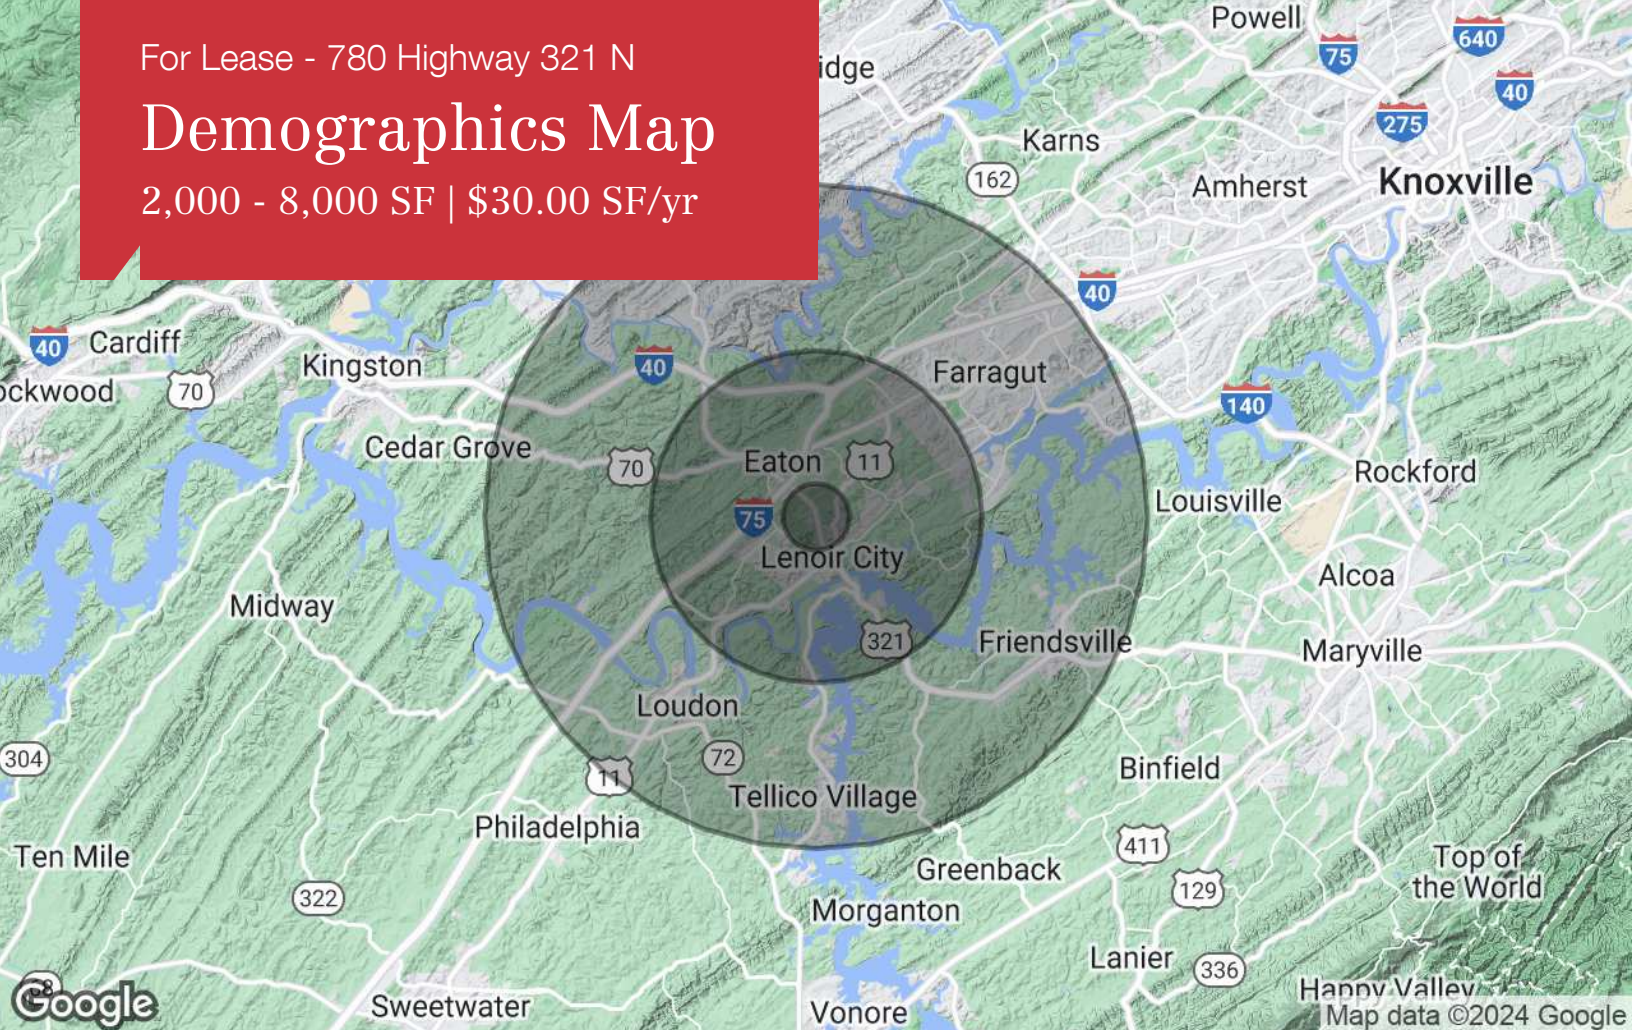 For Lease - 780 Highway 321 N
Demographics Map
2,000 - 8,000 SF | $30.00 SF/yr
Powell
640
75
idge
40
275
Karns
162
Amherst
Knoxville
40
Cardiff
40
Kingston
40
Farragut
ockwood
70
140
Cedar Grove
70
Eaton
11
Rockford
Louisville
75
Lenoir City
Alcoa
Midway
321
Friendsville
Maryville
Loudon
304
72
11
Binfield
Tellico Village
Philadelphia
411
Ten Mile
Greenback
Top of
the World
129
322
Morganton
Lanier
336
68
Google
Happy Valley
Sweetwater
Vonore
Map data ©2024 Google